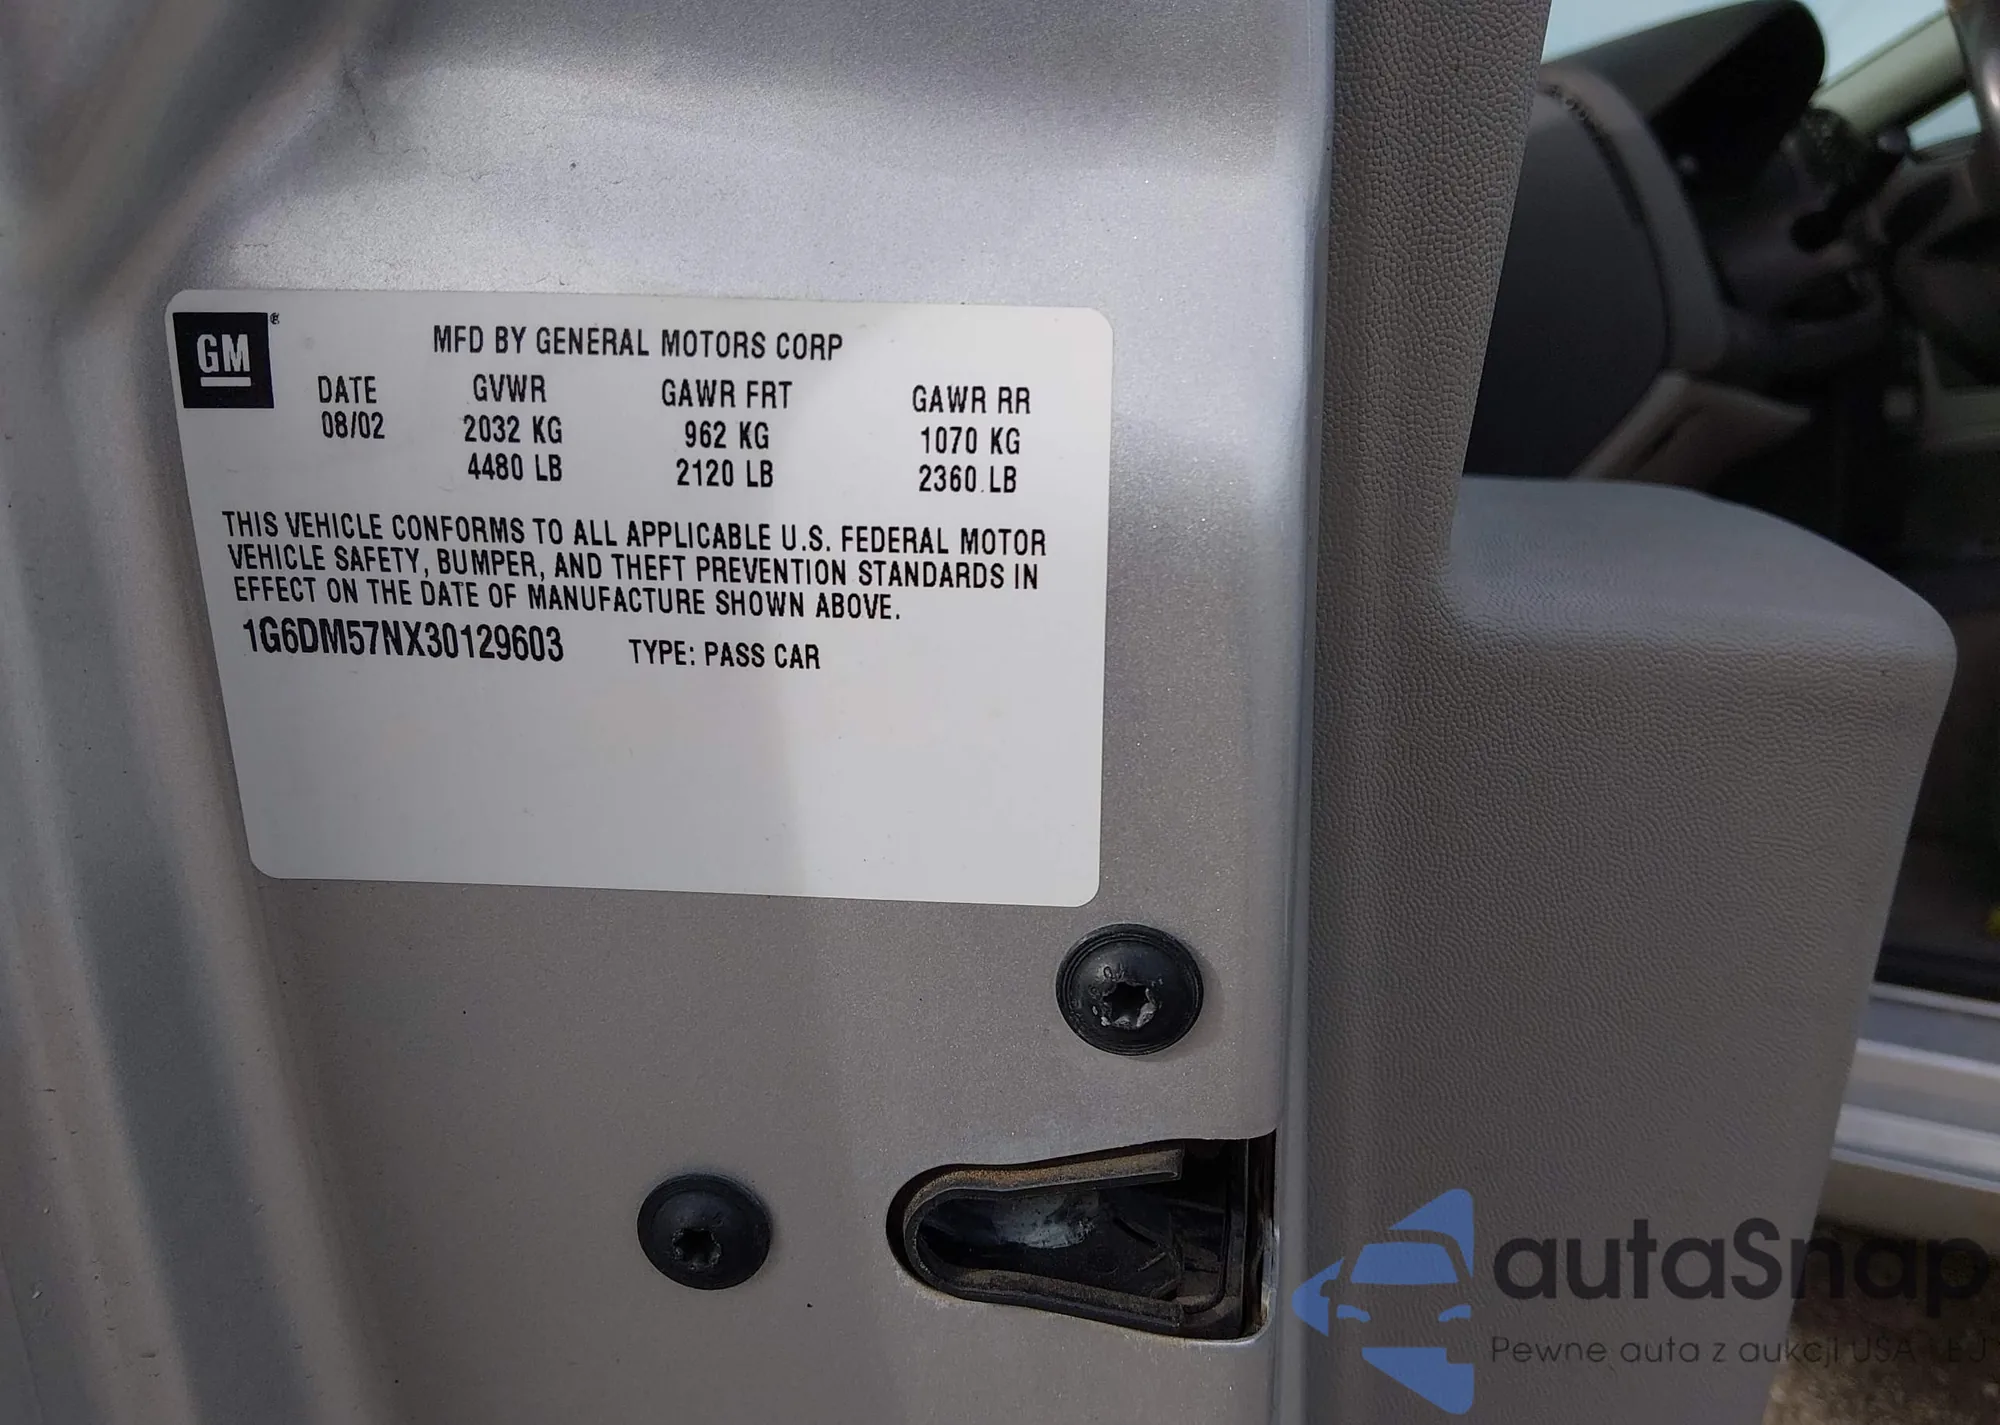 GM®
MFD BY GENERAL MOTORS CORP
DATE GVWR GAWR FRT GAWR RR
08/02 2032 KG 962 KG 1070 KG
4480 LB 2120 LB 2360 LB
THIS VEHICLE CONFORMS TO ALL APPLICABLE U.S. FEDERAL MOTOR
VEHICLE SAFETY, BUMPER, AND THEFT PREVENTION STANDARDS IN
EFFECT ON THE DATE OF MANUFACTURE SHOWN ABOVE.
1G6DM57NX30129603 TYPE: PASS CAR
autaSnap
Pewne auta z aukcji USA i EU